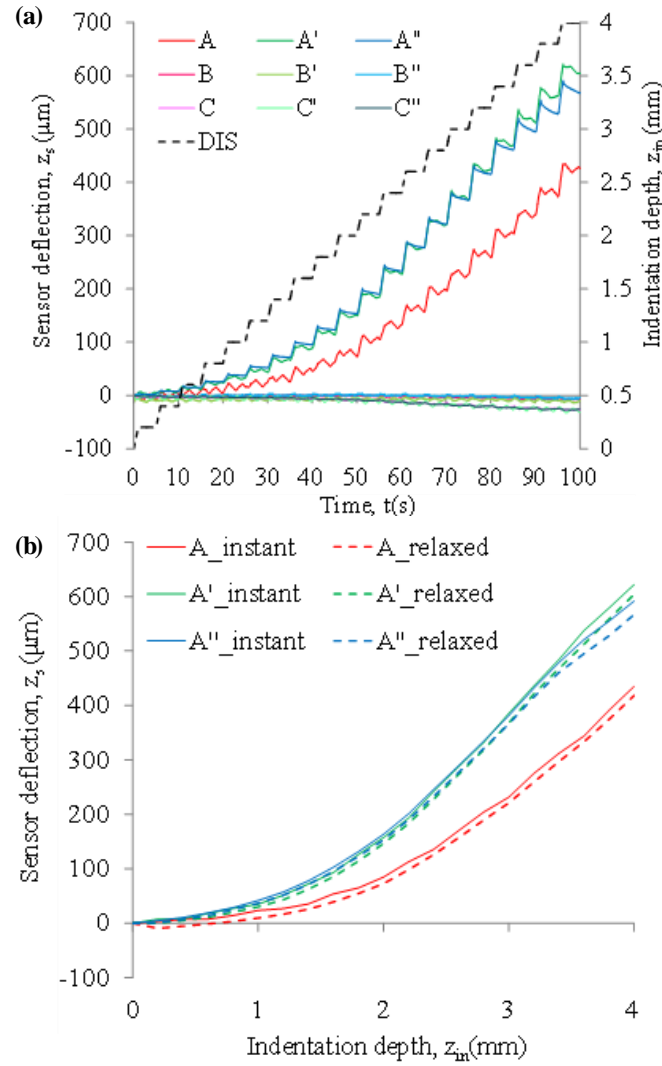 (a)
700
600
500
400
300
200
100
0
-100
Sensor deflection, zs (μm)
A A' A"
B B' B"
C C' C"
DIS
4
3.5
3
2.5
2
1.5
1
0.5
0
Indentation depth, zin (mm)
0 10 20 30 40 50 60 70 80 90 100
Time, t(s)
(b)
700
600
500
400
300
200
100
0
-100
Sensor deflection, zs (μm)
A_instant A_relaxed
A'_instant A'_relaxed
A"_instant A"_relaxed
0 1 2 3 4
Indentation depth, zin(mm)